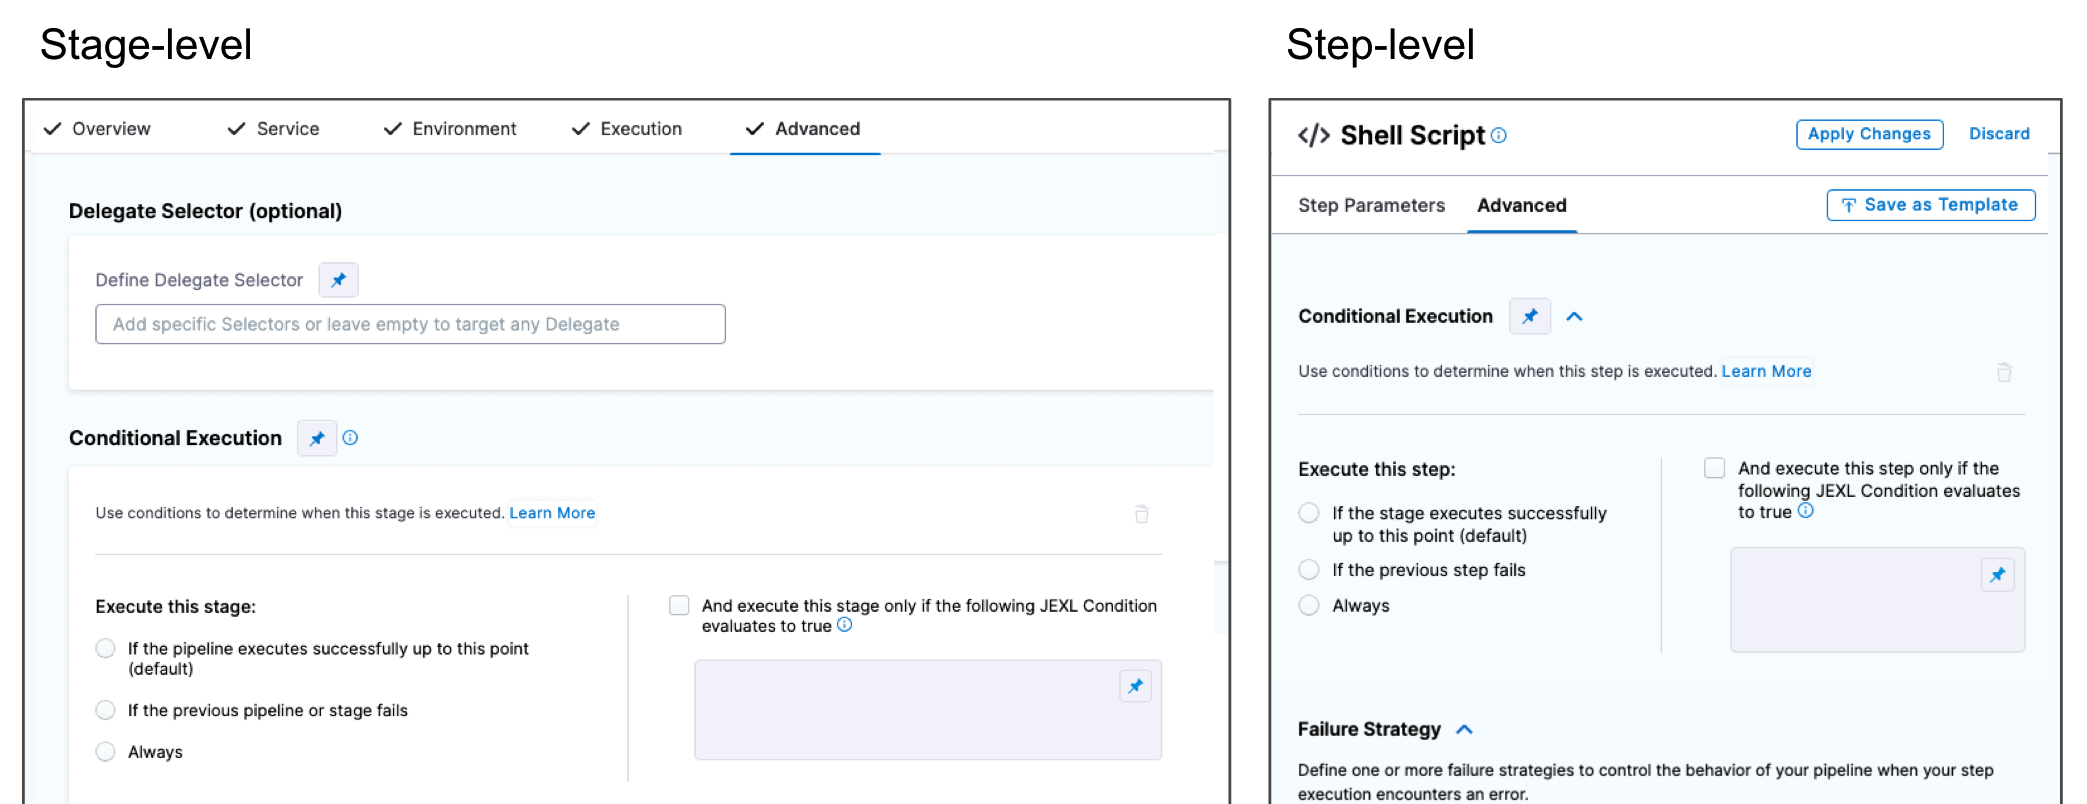 Stage-level
Overview
Service
Environment
Execution
Advanced
Delegate Selector (optional)
Define Delegate Selector
Add specific Selectors or leave empty to target any Delegate
Conditional Execution
Use conditions to determine when this stage is executed. Learn More
Execute this stage:
If the pipeline executes successfully up to this point
(default)
If the previous pipeline or stage fails
Always
And execute this stage only if the following JEXL Condition
evaluates to true
Step-level
</> Shell Script
Apply Changes
Discard
Step Parameters
Advanced
Save as Template
Conditional Execution
Use conditions to determine when this step is executed. Learn More
Execute this step:
If the stage executes successfully
up to this point (default)
If the previous step fails
Always
And execute this step only if the
following JEXL Condition evaluates
to true
Failure Strategy
Define one or more failure strategies to control the behavior of your pipeline when your step
execution encounters an error.